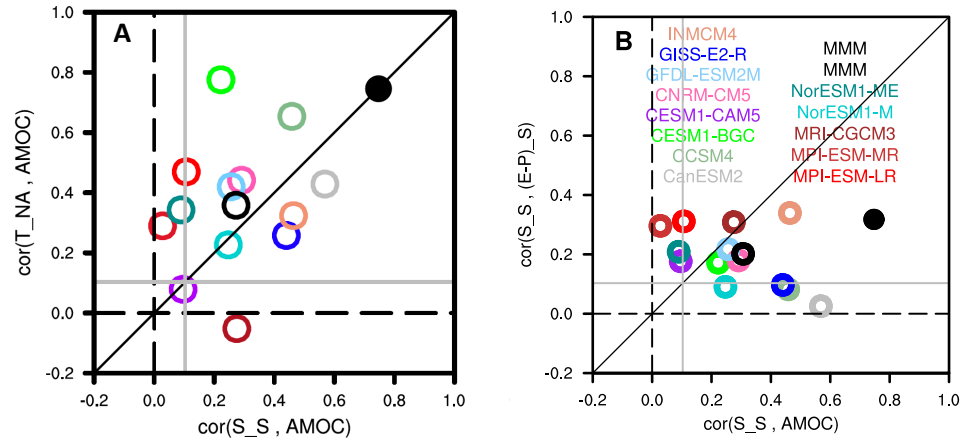 A
1.0
0.8
0.6
0.4
0.2
0.0
-0.2
cor(T_NA , AMOC)
-0.2 0.0 0.2 0.4 0.6 0.8 1.0
cor(S_S , AMOC)
B
1.0
0.8
0.6
0.4
0.2
0.0
-0.2
cor(S_S , (E-P)_S)
INMCM4
GISS-E2-R
GFDL-ESM2M
CNRM-CM5
CESM1-CAM5
CESM1-BGC
CCSM4
CanESM2
MMM
MMM
NorESM1-ME
NorESM1-M
MRI-CGCM3
MPI-ESM-MR
MPI-ESM-LR
-0.2 0.0 0.2 0.4 0.6 0.8 1.0
cor(S_S , AMOC)